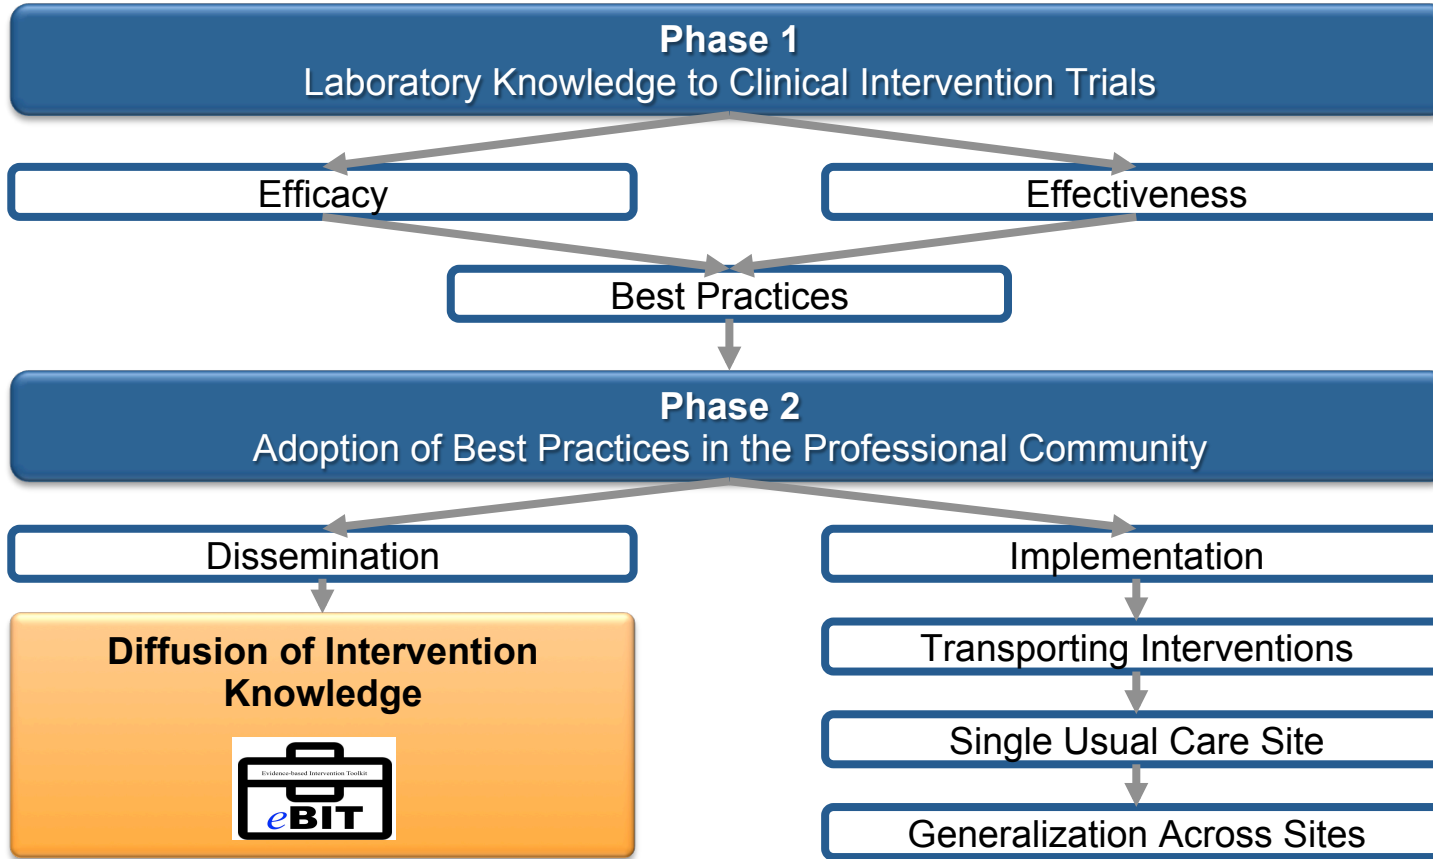 Phase 1
Laboratory Knowledge to Clinical Intervention Trials
Efficacy
Effectiveness
Best Practices
Phase 2
Adoption of Best Practices in the Professional Community
Dissemination
Implementation
Diffusion of Intervention
Knowledge
Evidence-based Intervention Toolkit
eBIT
Transporting Interventions
Single Usual Care Site
Generalization Across Sites